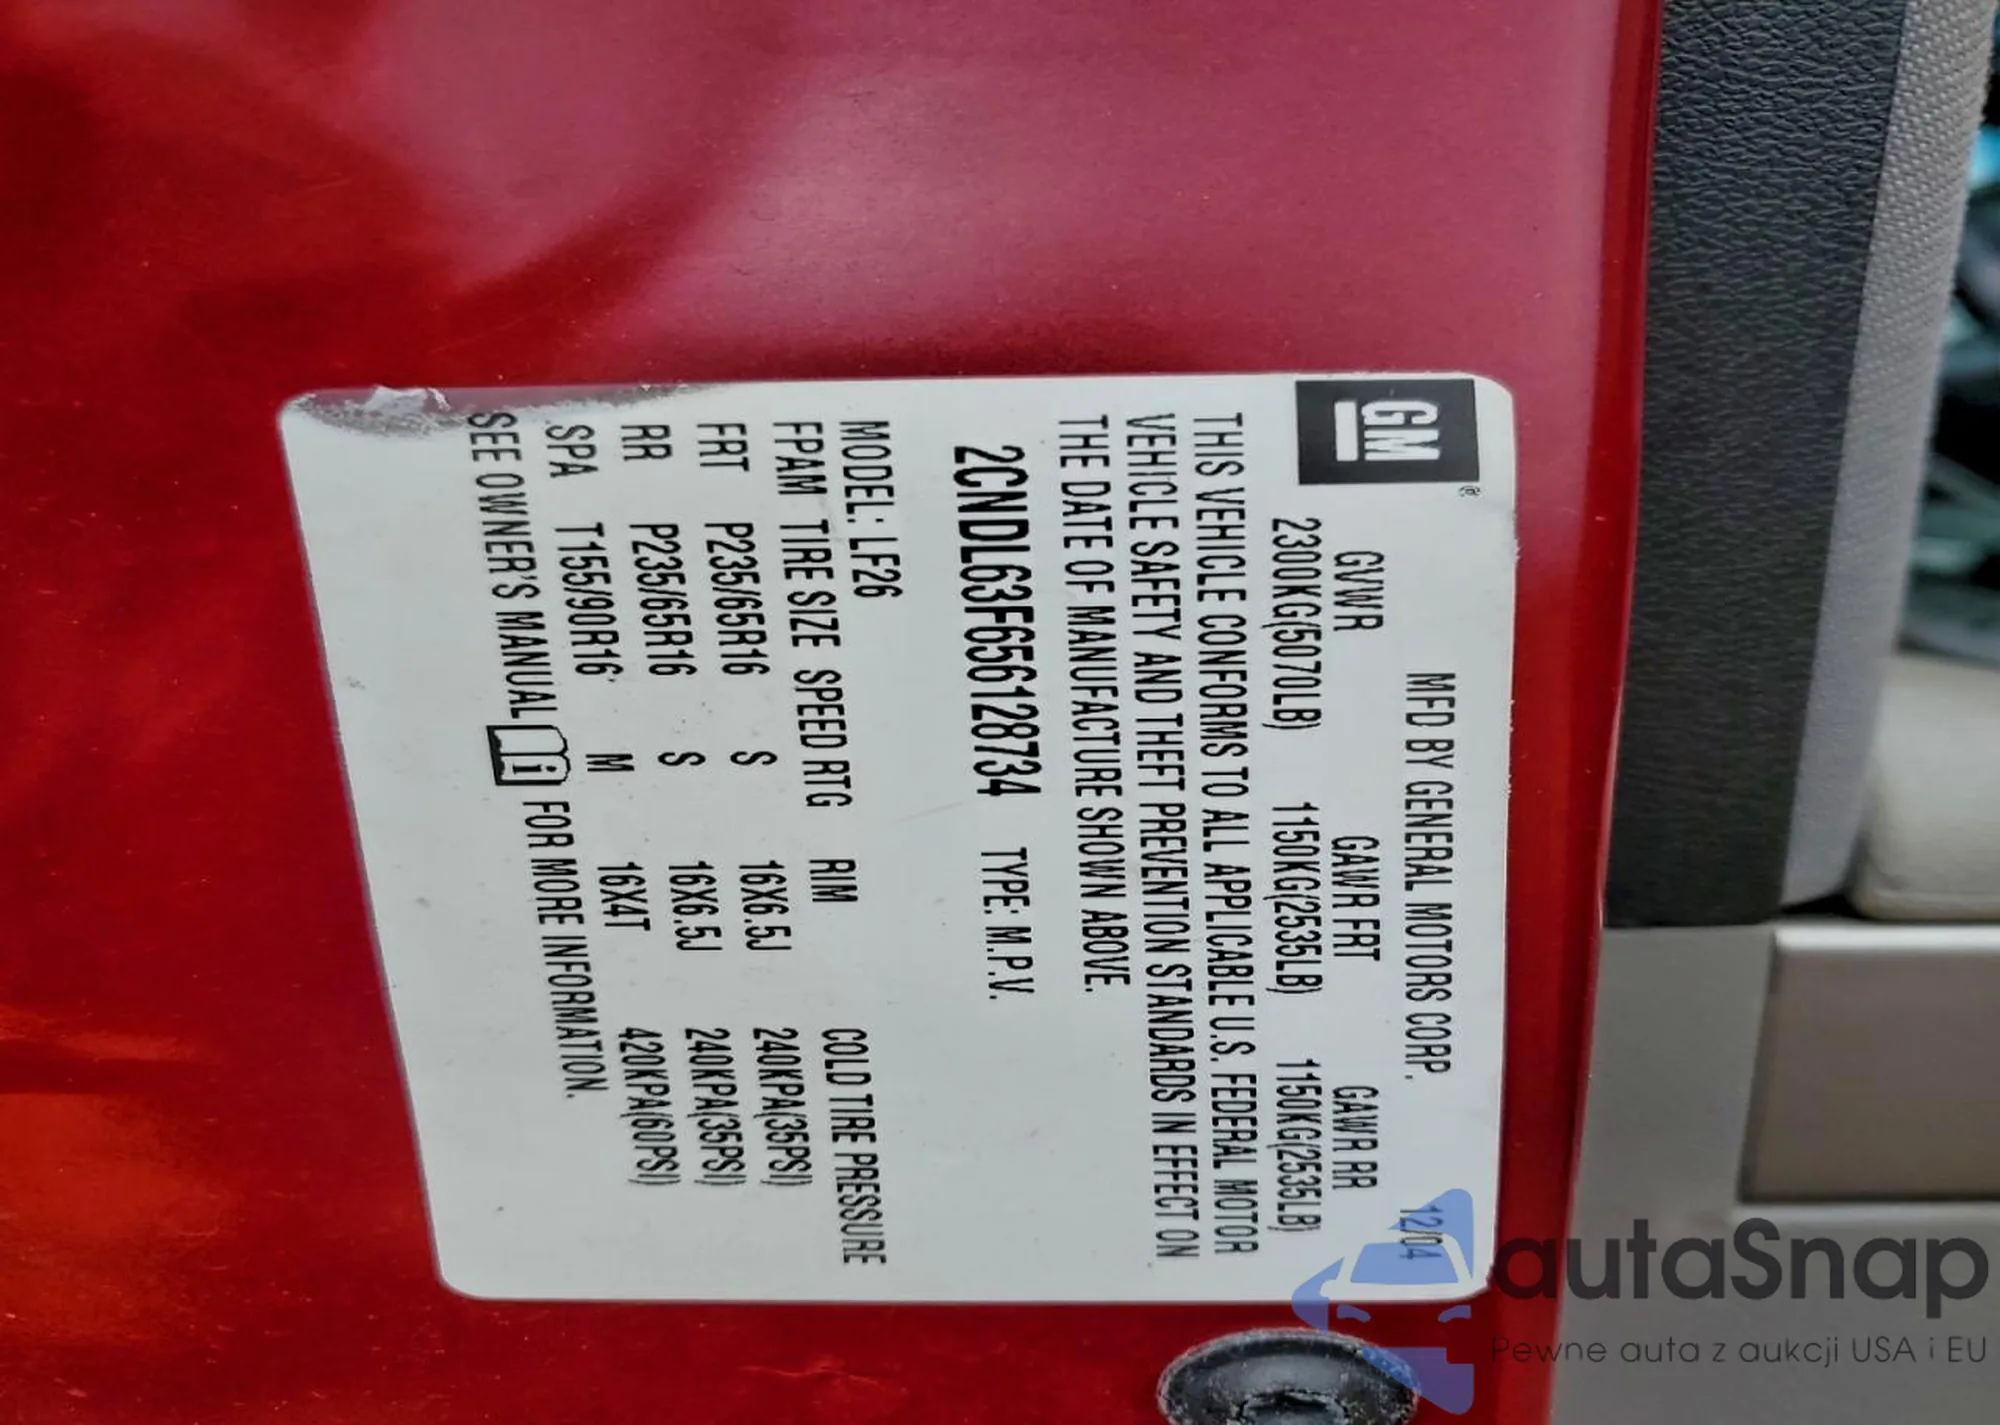 GM®
MFD BY GENERAL MOTORS CORP. 12/04
GVWR GAWR FRT GAWR RR
2300KG(5070LB) 1150KG(2535LB) 1150KG(2535LB)
THIS VEHICLE CONFORMS TO ALL APPLICABLE U.S. FEDERAL MOTOR
VEHICLE SAFETY AND THEFT PREVENTION STANDARDS IN EFFECT ON
THE DATE OF MANUFACTURE SHOWN ABOVE.
2CNDL63F656128734 TYPE: M.P.V.
MODEL: LF26
FPAM TIRE SIZE SPEED RTG RIM COLD TIRE PRESSURE
FRT P235/65R16 S 16X6.5J 240KPA(35PSI)
RR P235/65R16 S 16X6.5J 240KPA(35PSI)
SPA T155/90R16 M 16X4T 420KPA(60PSI)
SEE OWNER'S MANUAL i FOR MORE INFORMATION.
autaSnap
Pewne auta z aukcji USA i EU